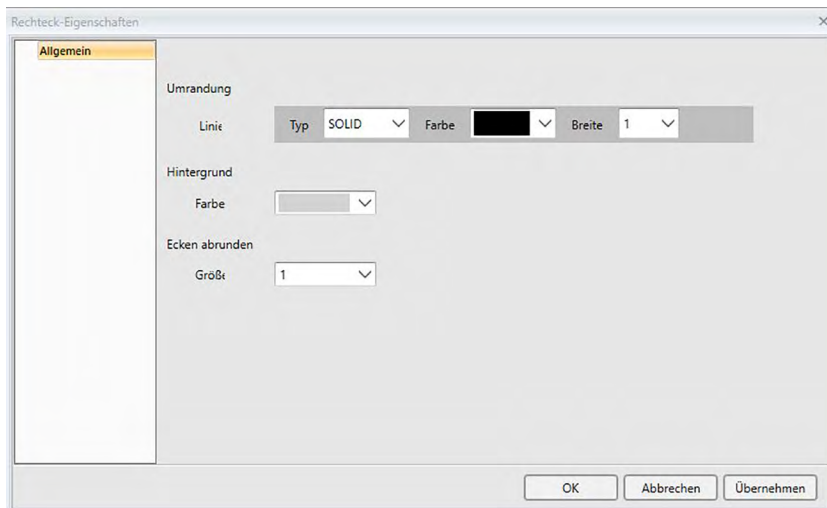 Rechteck-Eigenschaften
Allgemein
Umrandung
Linie Typ SOLID Farbe Breite 1
Hintergrund
Farbe
Ecken abrunden
Größe 1
OK Abbrechen Übernehmen